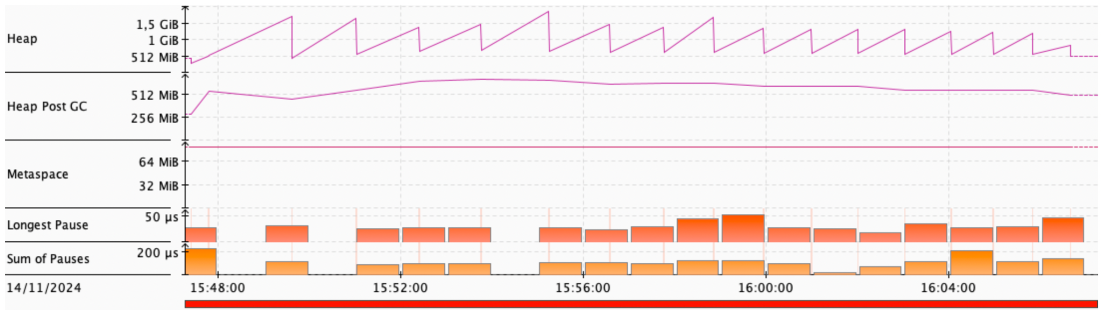 Heap
1,5 GiB
1 GiB
512 MiB
Heap Post GC
512 MiB
256 MiB
Metaspace
64 MiB
32 MiB
Longest Pause
50 µs
Sum of Pauses
200 µs
14/11/2024
15:48:00
15:52:00
15:56:00
16:00:00
16:04:00